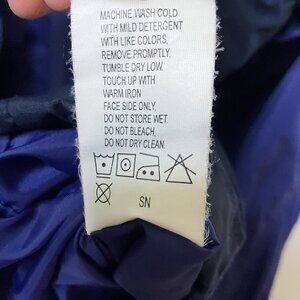 MACHINE WASH COLD
WITH MILD DETERGENT
WITH LIKE COLORS,
REMOVE PROMPTLY,
TUMBLE DRY LOW.
TOUCH UP WITH
WARM IRON
FACE SIDE ONLY,
DO NOT STORE WET.
DO NOT BLEACH,
DO NOT DRY CLEAN.
SN